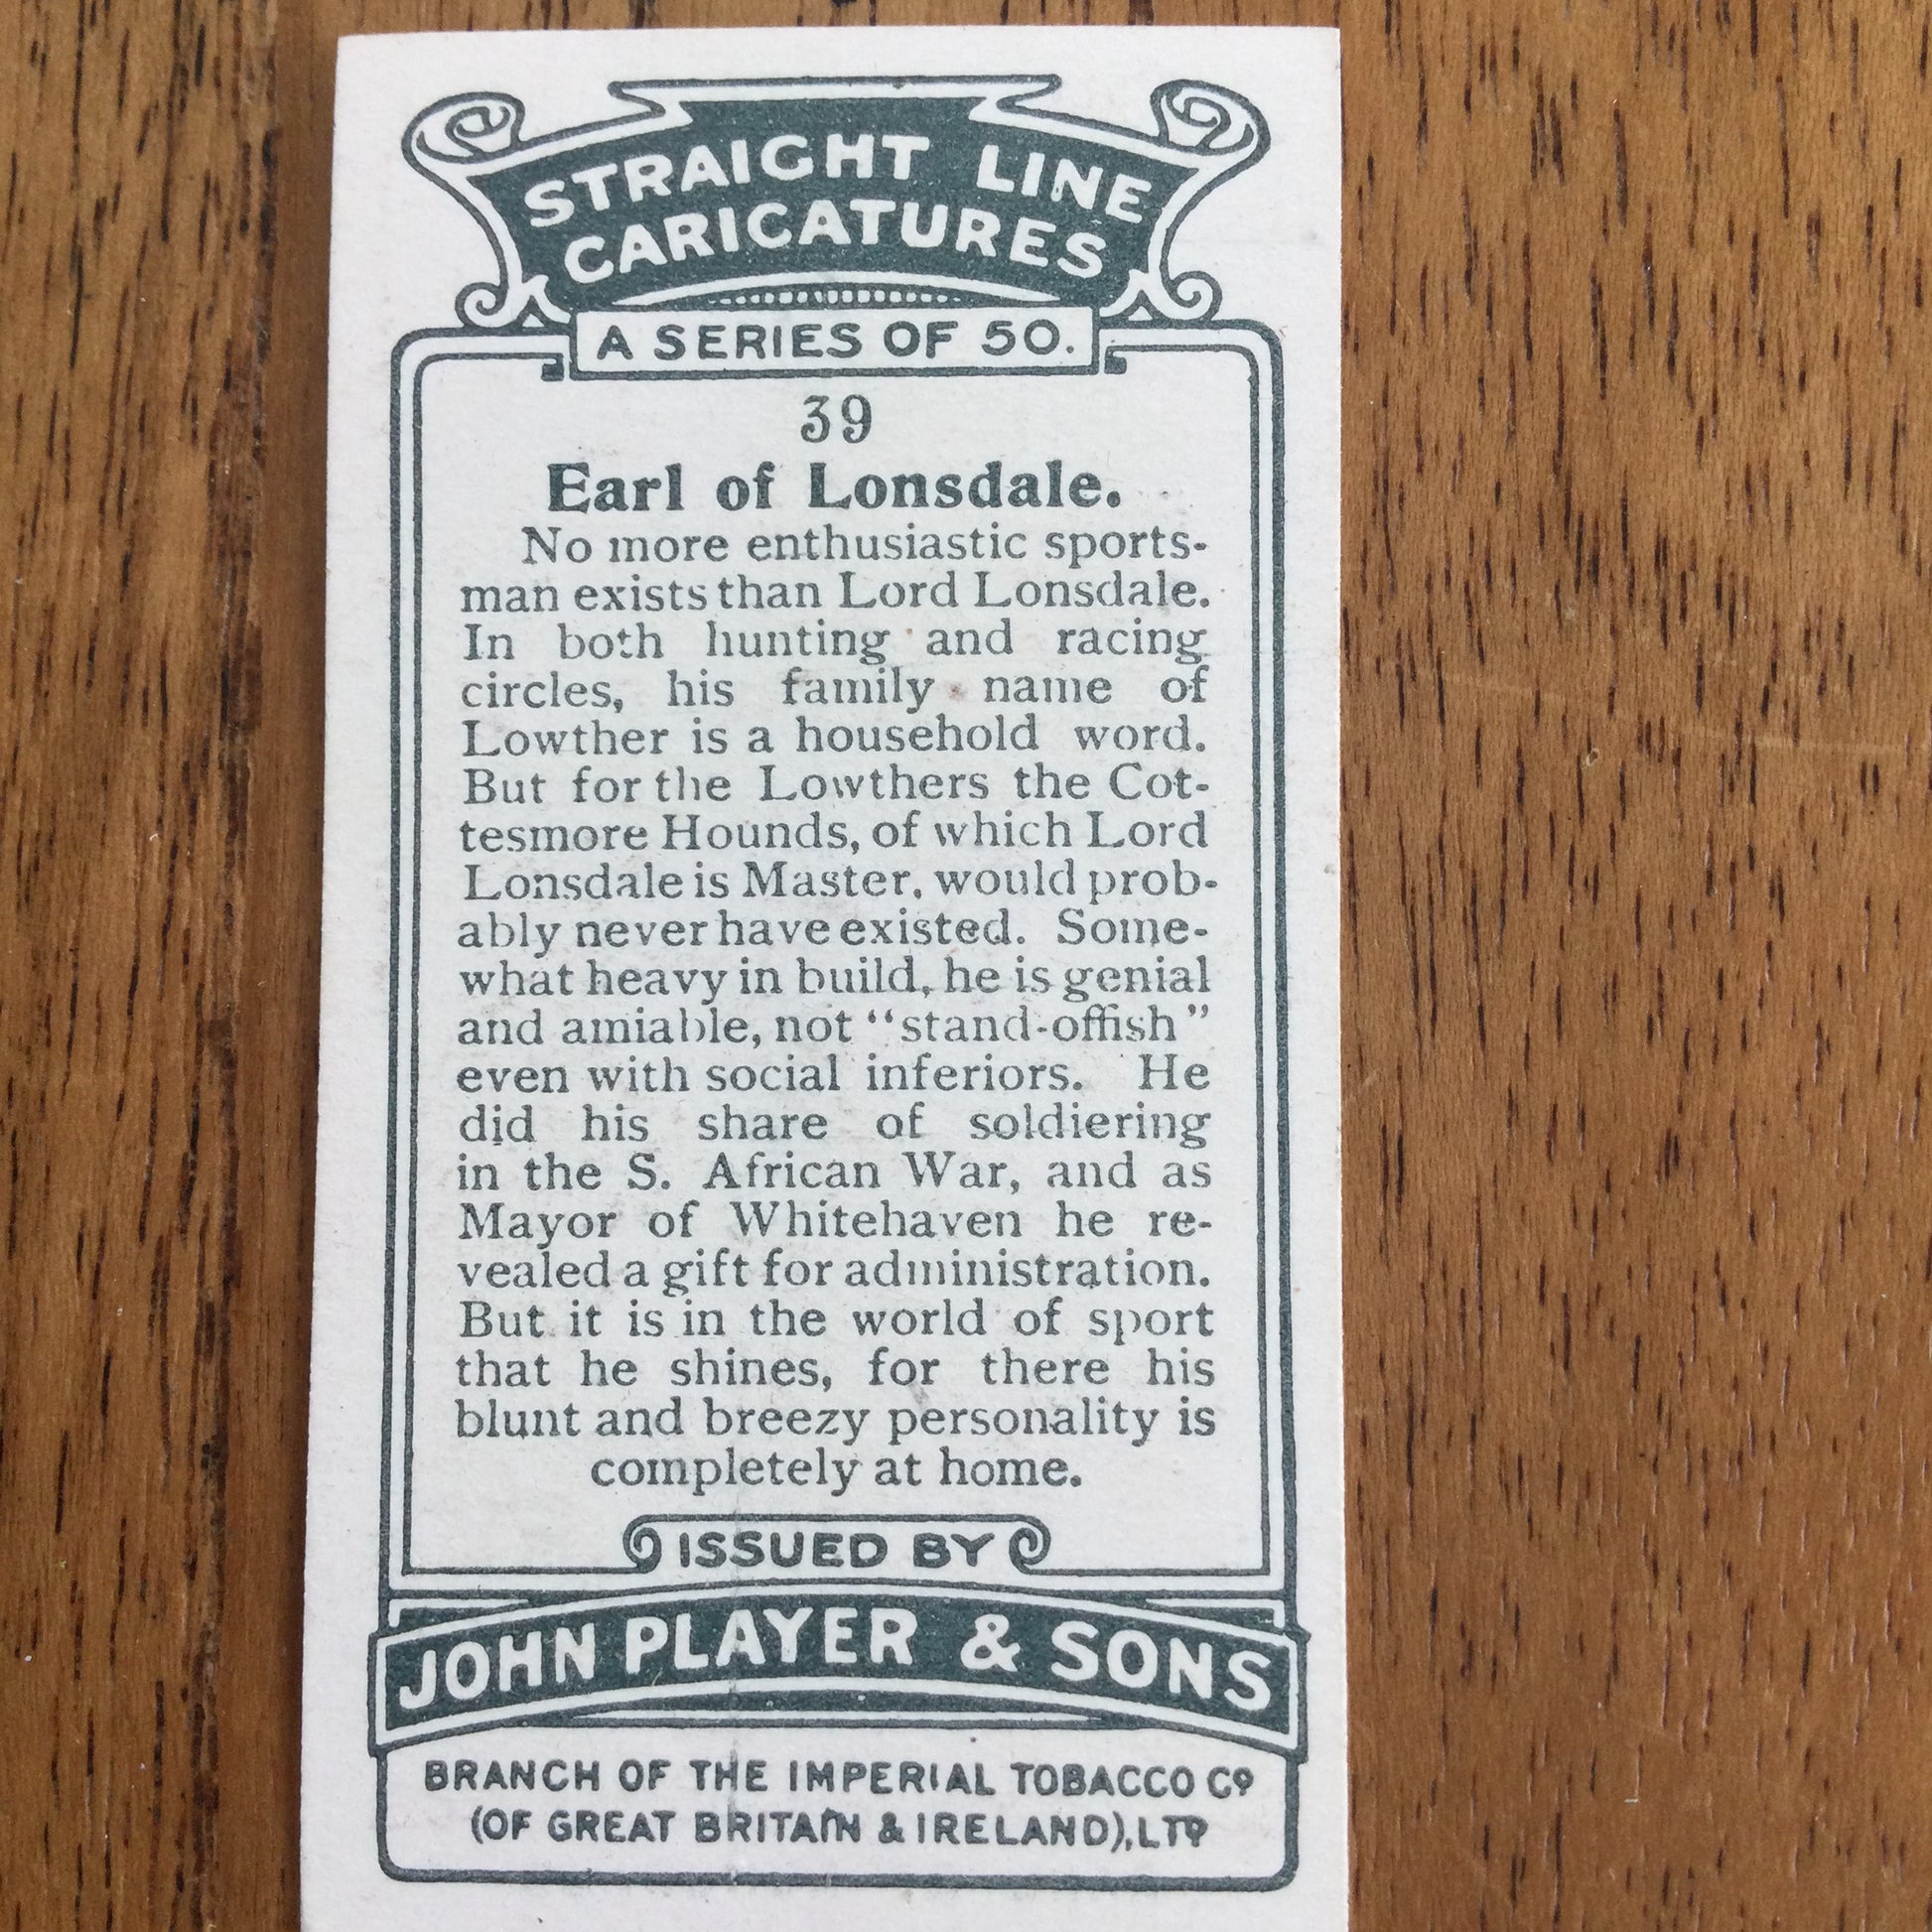 STRAIGHT LINE
CARICATURES
A SERIES OF 50.
39
Earl of Lonsdale.
No more enthusiastic sports-
man exists than Lord Lonsdale.
In both hunting and racing
circles, his family name of
Lowther is a household word.
But for the Lowthers the Cot-
tesmore Hounds, of which Lord
Lonsdale is Master, would prob-
ably never have existed. Some-
what heavy in build, he is genial
and amiable, not "stand-offish"
even with social inferiors. He
did his share of soldiering
in the S. African War, and as
Mayor of Whitehaven he re-
vealed a gift for administration.
But it is in the world of sport
that he shines, for there his
blunt and breezy personality is
completely at home.
ISSUED BY
JOHN PLAYER & SONS
BRANCH OF THE IMPERIAL TOBACCO Cº
(OF GREAT BRITAIN & IRELAND), LTD